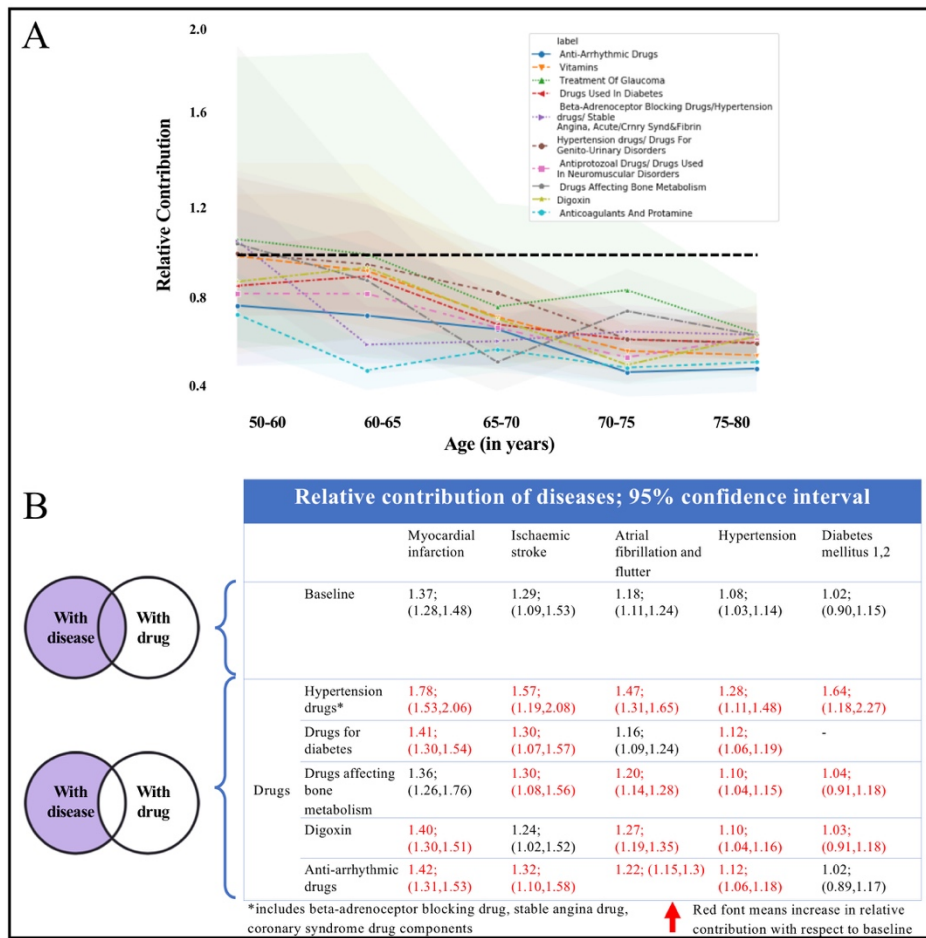 A
2.0
1.6
1.2
0.8
0.4
Relative Contribution
label
Anti-Arrhythmic Drugs
Vitamins
Treatment Of Glaucoma
Drugs Used In Diabetes
Beta-Adrenoceptor Blocking Drugs/Hypertension
drugs/ Stable
Angina, Acute/Crnry Synd&Fibrin
Hypertension drugs/ Drugs For
Genito-Urinary Disorders
Antiprotozoal Drugs/ Drugs Used
In Neuromuscular Disorders
Drugs Affecting Bone Metabolism
Digoxin
Anticoagulants And Protamine
50-60 60-65 65-70 70-75 75-80
Age (in years)
B
Relative contribution of diseases; 95% confidence interval
Myocardial Ischaemic Atrial Hypertension Diabetes
infarction stroke fibrillation and mellitus 1,2
flutter
Baseline 1.37; 1.29; 1.18; 1.08; 1.02;
(1.28,1.48) (1.09,1.53) (1.11,1.24) (1.03,1.14) (0.90,1.15)
With With
disease drug
Hypertension 1.78; 1.57; 1.47; 1.28; 1.64;
drugs* (1.53,2.06) (1.19,2.08) (1.31,1.65) (1.11,1.48) (1.18,2.27)
Drugs for 1.41; 1.30; 1.16; 1.12; -
diabetes (1.30,1.54) (1.07,1.57) (1.09,1.24) (1.06,1.19)
With With
disease drug
Drugs
Drugs affecting 1.36; 1.30; 1.20; 1.10; 1.04;
bone (1.26,1.76) (1.08,1.56) (1.14,1.28) (1.04,1.15) (0.91,1.18)
metabolism
Digoxin 1.40; 1.24; 1.27; 1.10; 1.03;
(1.30,1.51) (1.02,1.52) (1.19,1.35) (1.04,1.16) (0.91,1.18)
Anti-arrhythmic 1.42; 1.32; 1.22; (1.15,1.3) 1.12; 1.02;
drugs (1.31,1.53) (1.10,1.58) (1.06,1.18) (0.89,1.17)
*includes beta-adrenoceptor blocking drug, stable angina drug,
coronary syndrome drug components
Red font means increase in relative
contribution with respect to baseline